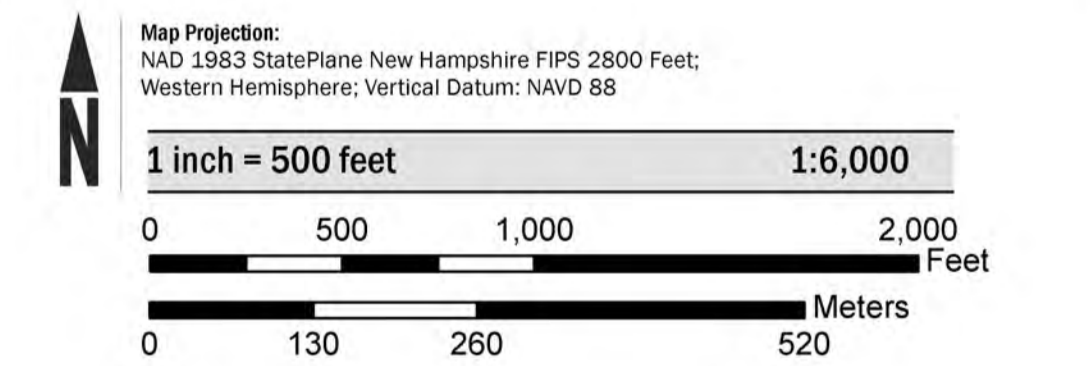 N
Map Projection:
NAD 1983 StatePlane New Hampshire FIPS 2800 Feet;
Western Hemisphere; Vertical Datum: NAVD 88
1 inch = 500 feet 1:6,000
0 500 1,000 2,000
Feet
Meters
0 130 260 520